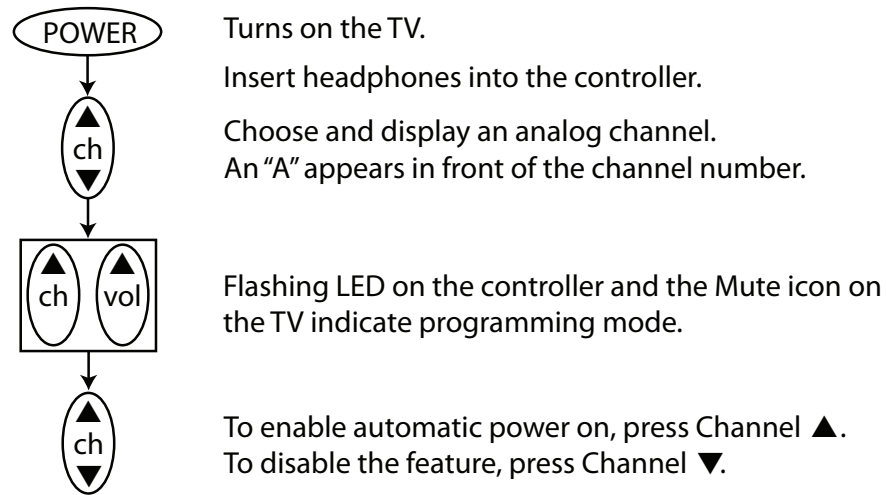 POWER
Turns on the TV.
Insert headphones into the controller.
ch
Choose and display an analog channel.
An “A” appears in front of the channel number.
ch vol
Flashing LED on the controller and the Mute icon on
the TV indicate programming mode.
ch
To enable automatic power on, press Channel ▲.
To disable the feature, press Channel ▼.